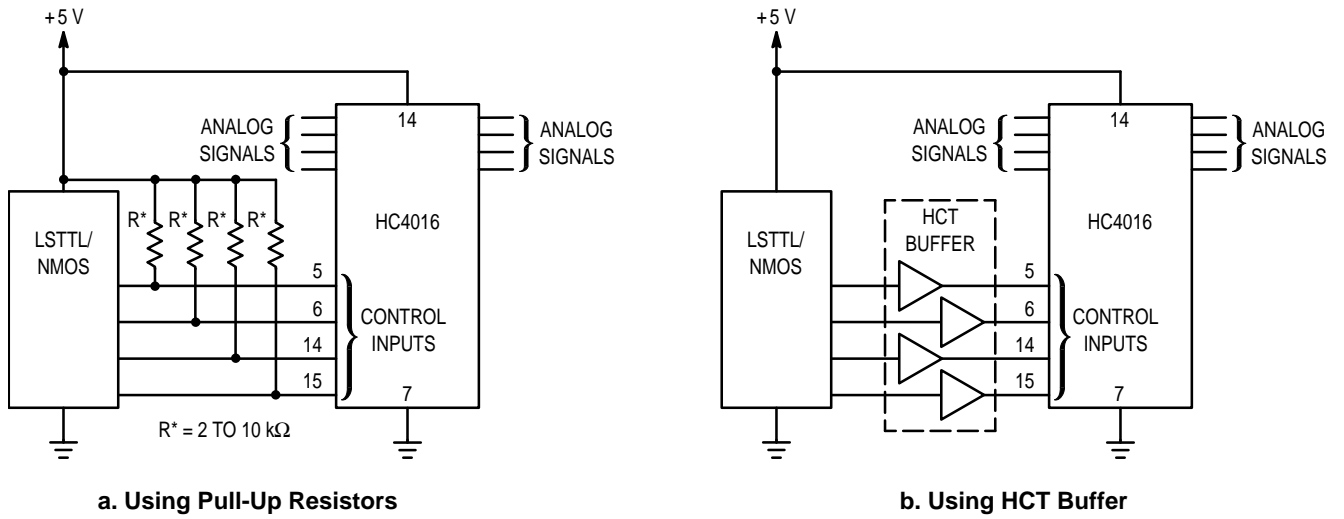 +5 V
14
ANALOG
SIGNALS
ANALOG
SIGNALS
R* R* R* R*
LSTTL/
NMOS
HC4016
5
6
14
15
CONTROL
INPUTS
7
R* = 2 TO 10 kΩ
a. Using Pull-Up Resistors
+5 V
14
ANALOG
SIGNALS
ANALOG
SIGNALS
LSTTL/
NMOS
HCT
BUFFER
HC4016
5
6
14
15
CONTROL
INPUTS
7
b. Using HCT Buffer